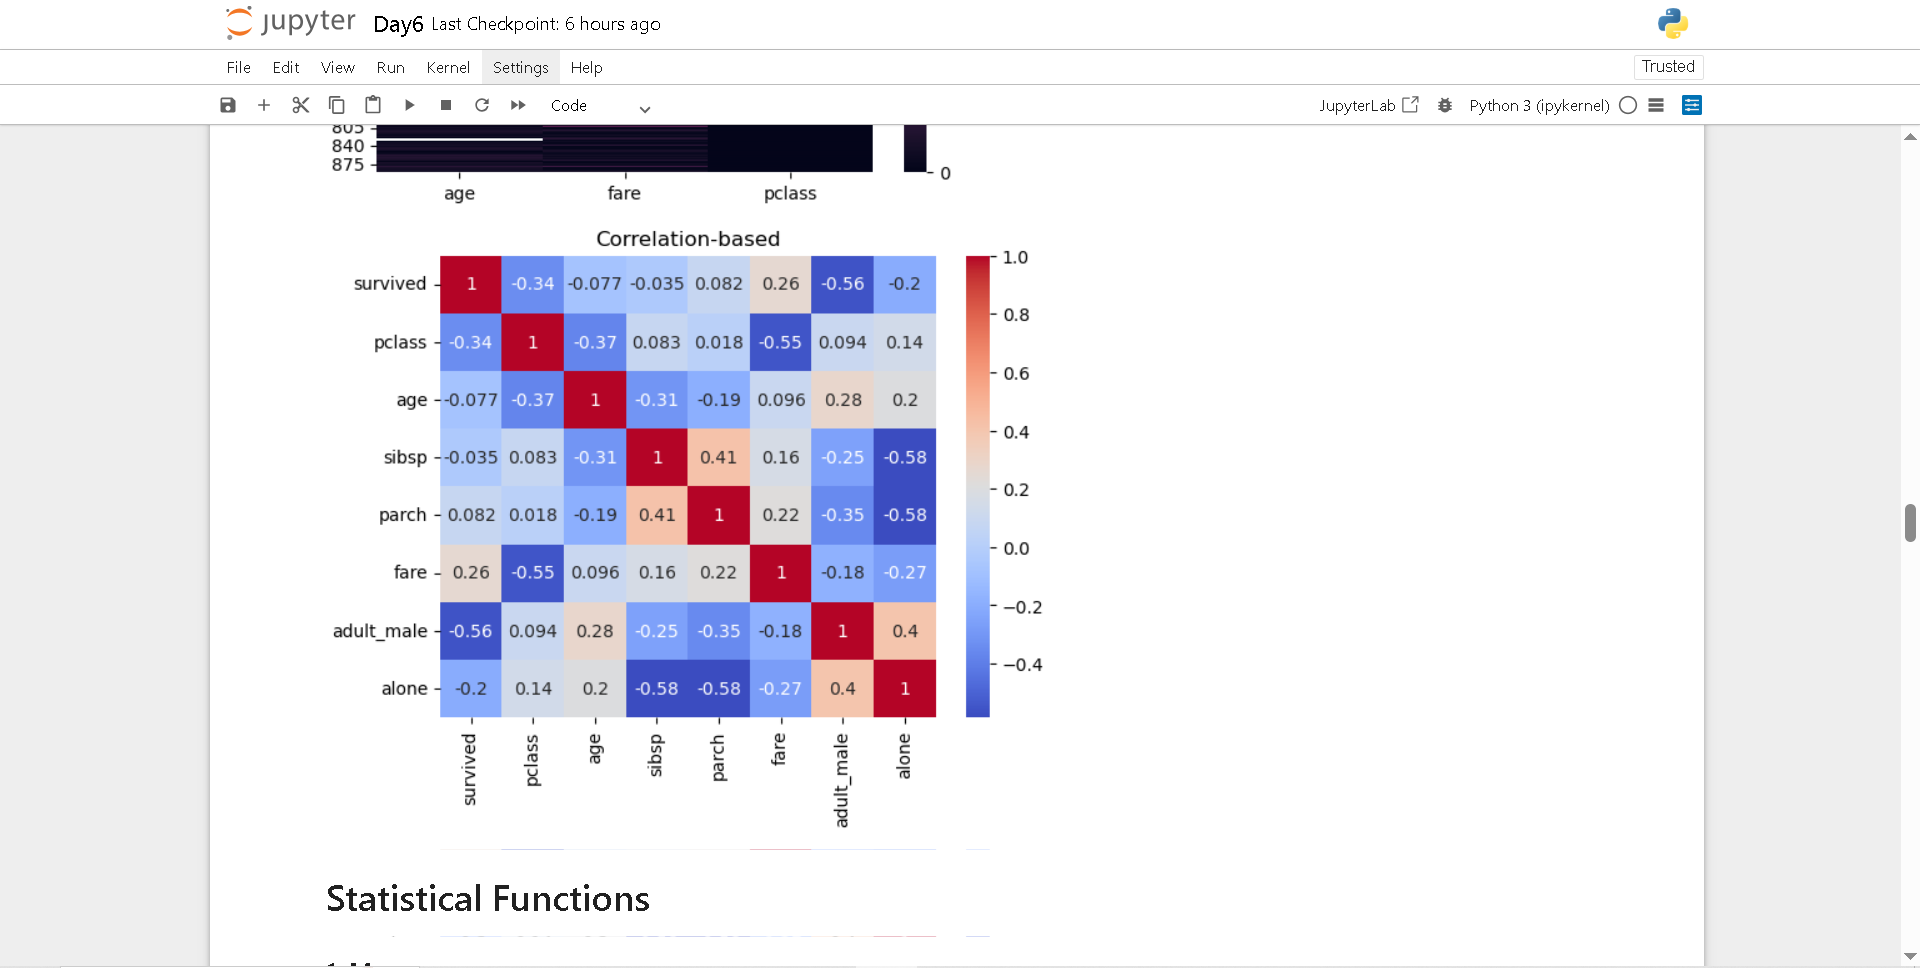 jupyter Day6 Last Checkpoint: 6 hours ago
File Edit View Run Kernel Settings Help Trusted
Code JupyterLab Python 3 (ipykernel)
805
840
875
0
age fare pclass
Correlation-based
survived 1 -0.34 -0.077 -0.035 0.082 0.26 -0.56 -0.2
pclass -0.34 1 -0.37 0.083 0.018 -0.55 0.094 0.14
age -0.077 -0.37 1 -0.31 -0.19 0.096 0.28 0.2
sibsp -0.035 0.083 -0.31 1 0.41 0.16 -0.25 -0.58
parch 0.082 0.018 -0.19 0.41 1 0.22 -0.35 -0.58
fare 0.26 -0.55 0.096 0.16 0.22 1 -0.18 -0.27
adult_male -0.56 0.094 0.28 -0.25 -0.35 -0.18 1 0.4
alone -0.2 0.14 0.2 -0.58 -0.58 -0.27 0.4 1
survived pclass age sibsp parch fare adult_male alone
1.0
0.8
0.6
0.4
0.2
0.0
−0.2
−0.4
Statistical Functions